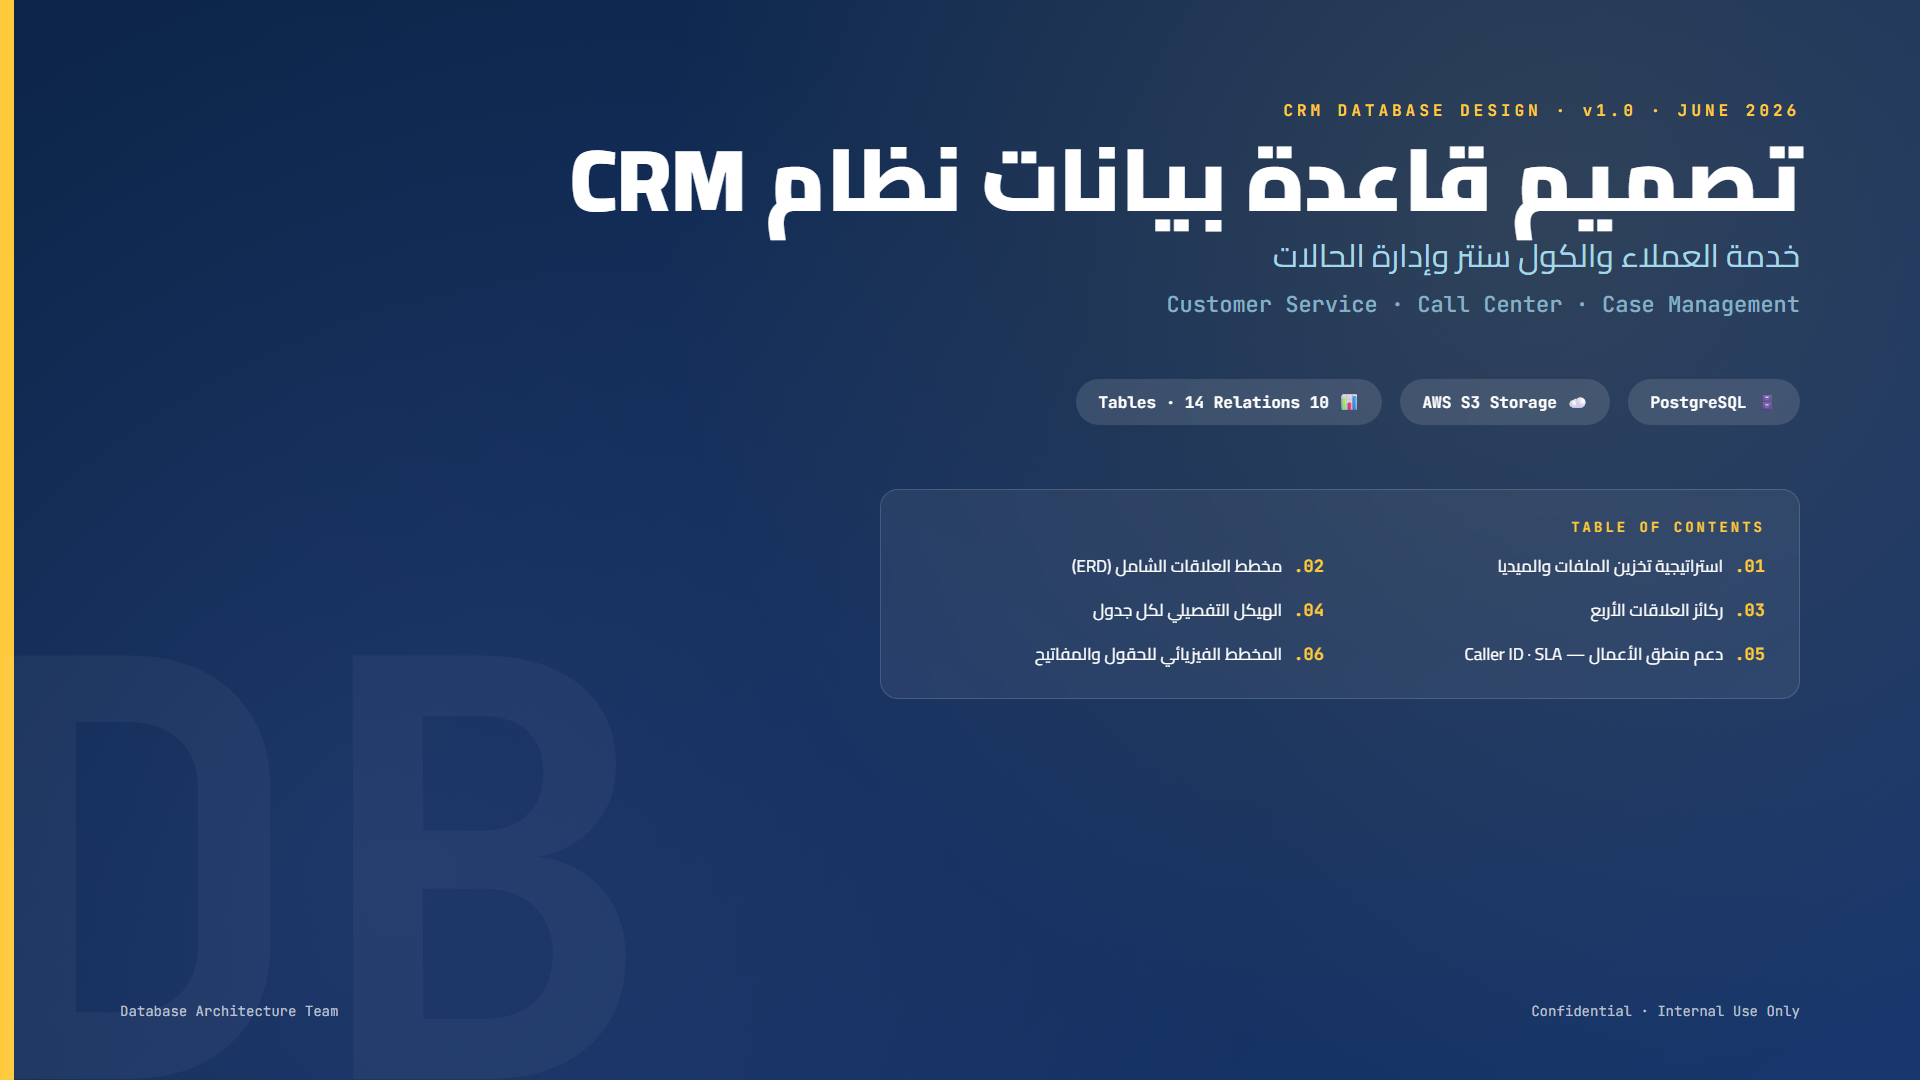 CRM DATABASE DESIGN · v1.0 · JUNE 2026
تصميم قاعدة بيانات نظام CRM
خدمة العملاء والكول سنتر وإدارة الحالات
Customer Service · Call Center · Case Management
PostgreSQL
AWS S3 Storage
Tables · 14 Relations 10
TABLE OF CONTENTS
01. استراتيجية تخزين الملفات والميديا
02. مخطط العلاقات الشامل (ERD)
03. ركائز العلاقات الأربع
04. الهيكل التفصيلي لكل جدول
05. دعم منطق الأعمال — Caller ID · SLA
06. المخطط الفيزيائي للحقول والمفاتيح
DB
Database Architecture Team
Confidential · Internal Use Only